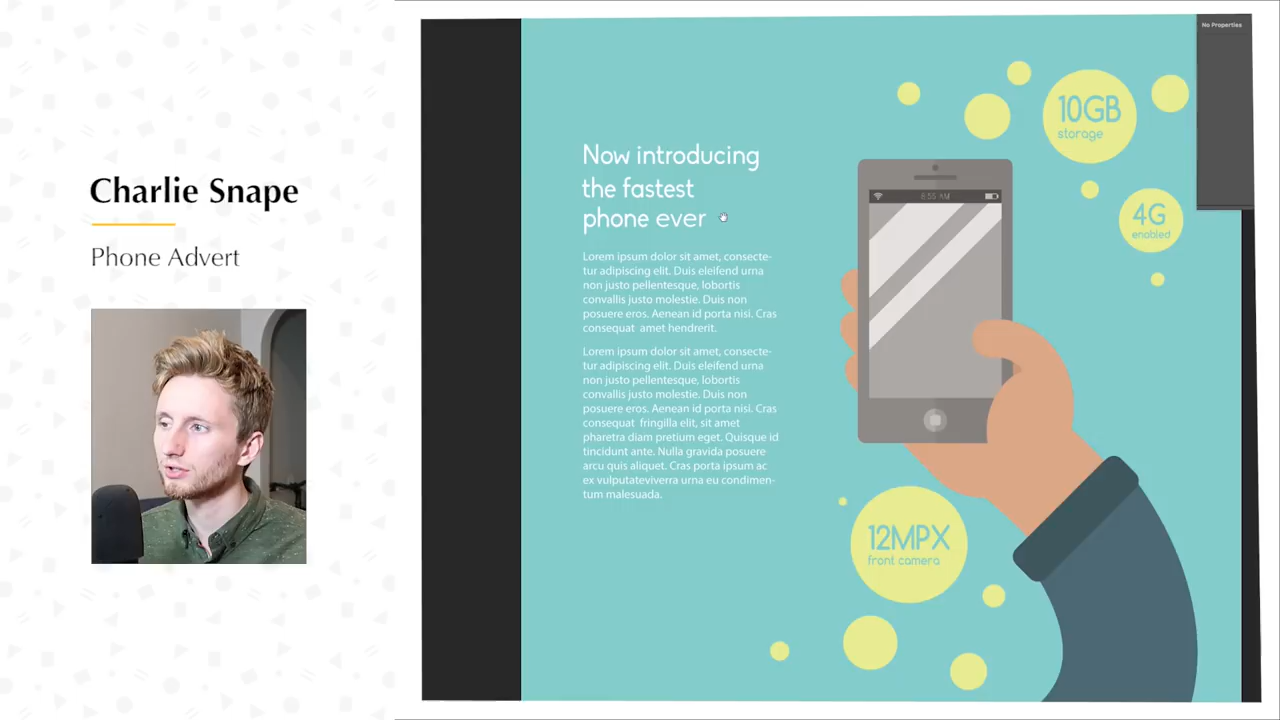 Charlie Snape
Phone Advert
No Properties
10GB
storage
4G
enabled
Now introducing
the fastest
phone ever
8:55 AM
Lorem ipsum dolor sit amet, consecte-
tur adipiscing elit. Duis eleifend urna
non justo pellentesque, lobortis
convallis justo molestie. Duis non
posuere eros. Aenean id porta nisi. Cras
consequat amet hendrerit.
Lorem ipsum dolor sit amet, consecte-
tur adipiscing elit. Duis eleifend urna
non justo pellentesque, lobortis
convallis justo molestie. Duis non
posuere eros. Aenean id porta nisi. Cras
consequat fringilla elit, sit amet
pharetra diam pretium eget. Quisque id
tincidunt ante. Nulla gravida posuere
arcu quis aliquet. Cras porta ipsum ac
ex vulputateviverra urna eu condimen-
tum malesuada.
12MPX
front camera